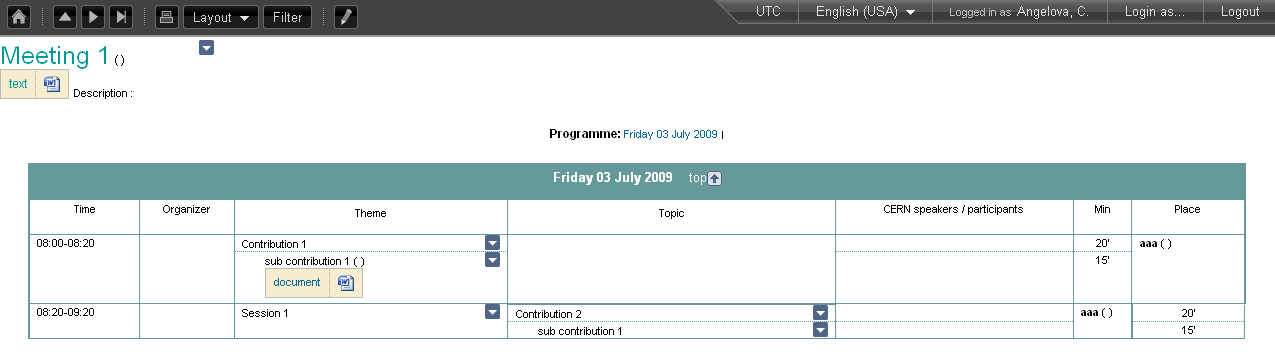 Layout Filter UTC English (USA) Logged in as Angelova, C. Login as... Logout
Meeting 1 ( )
text Description :
Programme: Friday 03 July 2009 |
Friday 03 July 2009 top
Time Organizer Theme Topic CERN speakers / participants Min Place
08:00-08:20 Contribution 1 20' aaa ( )
sub contribution 1 ( ) 15'
document
08:20-09:20 Session 1 Contribution 2 aaa ( ) 20'
sub contribution 1 15'